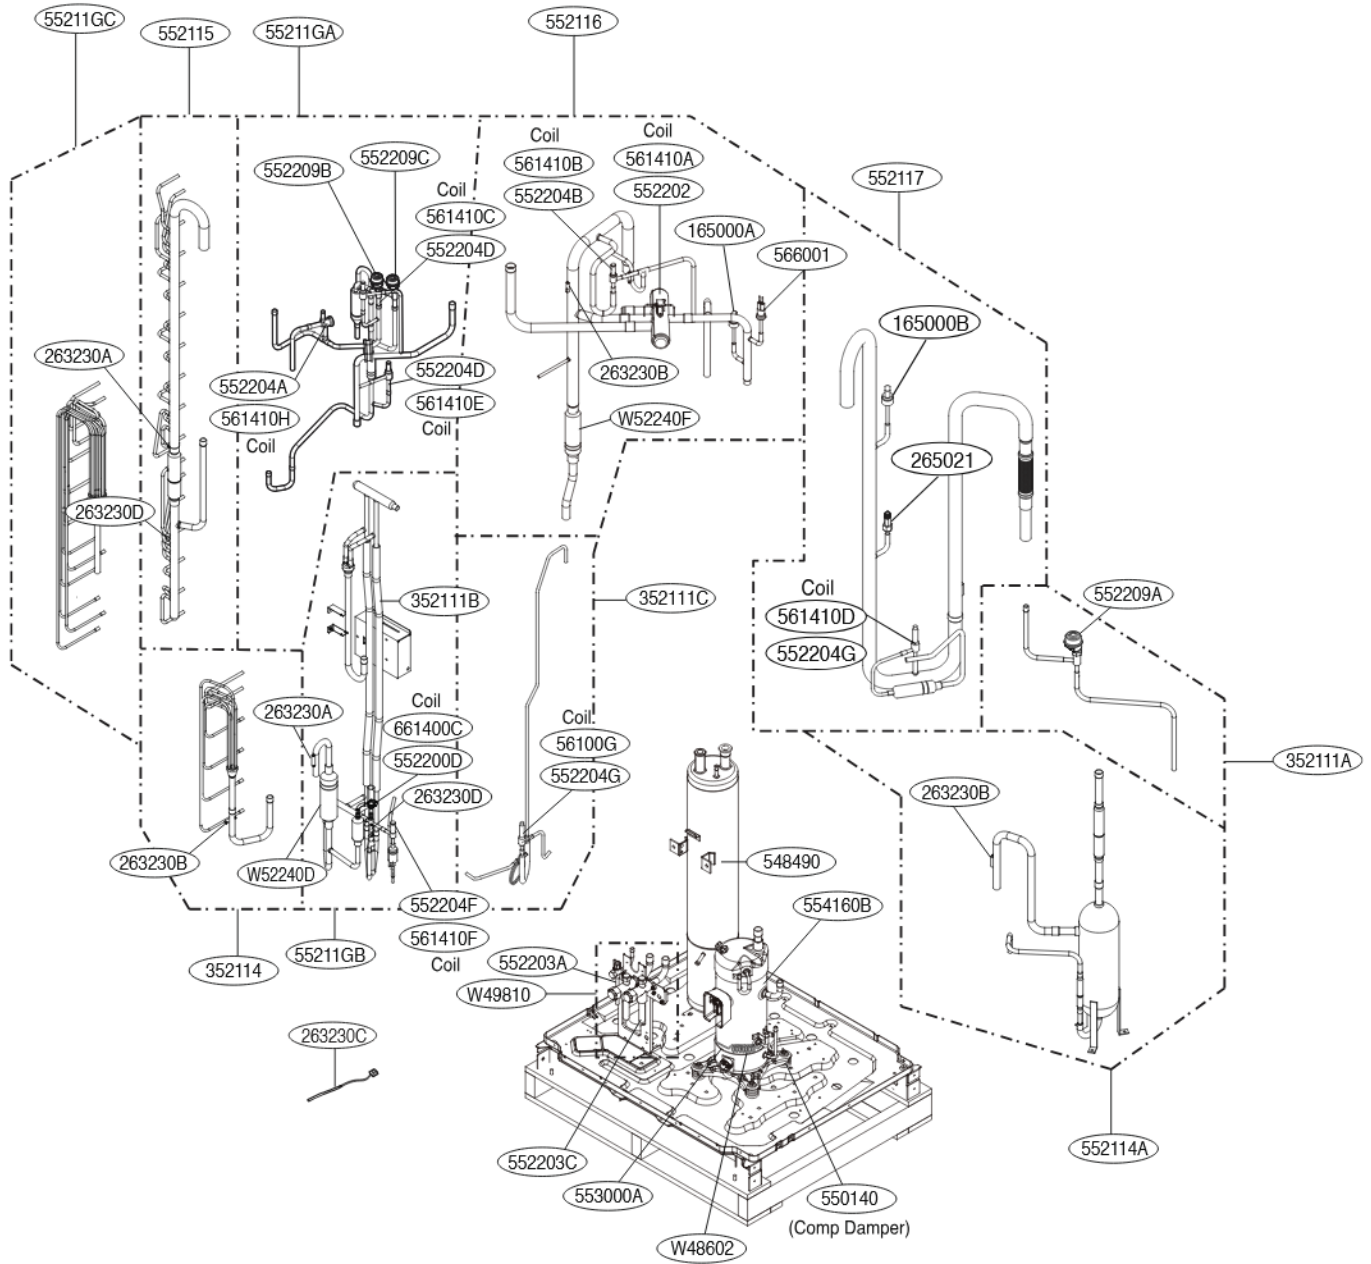 55211GC
552115
55211GA
552116
Coil
561410B
552204B
Coil
561410A
552202
552209B
552209C
Coil
561410C
552204D
165000A
566001
552117
263230A
552204A
561410H
Coil
552204D
561410E
Coil
263230B
W52240F
165000B
265021
263230D
352111B
352111C
Coil
561410D
552204G
552209A
263230A
Coil
661400C
552200D
263230D
Coil
56100G
552204G
352111A
263230B
263230B
W52240D
548490
552204F
561410F
Coil
554160B
352114
55211GB
552203A
W49810
263230C
552203C
553000A
550140
(Comp Damper)
W48602
552114A